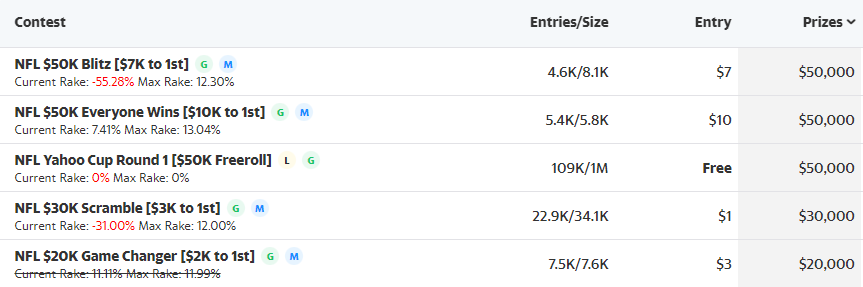 Contest Entries/Size Entry Prizes
NFL $50K Blitz [$7K to 1st] G M
Current Rake: -55.28% Max Rake: 12.30%
4.6K/8.1K $7 $50,000
NFL $50K Everyone Wins [$10K to 1st] G M
Current Rake: 7.41% Max Rake: 13.04%
5.4K/5.8K $10 $50,000
NFL Yahoo Cup Round 1 [$50K Freeroll] L G
Current Rake: 0% Max Rake: 0%
109K/1M Free $50,000
NFL $30K Scramble [$3K to 1st] G M
Current Rake: -31.00% Max Rake: 12.00%
22.9K/34.1K $1 $30,000
NFL $20K Game Changer [$2K to 1st] G M
Current Rake: 11.11% Max Rake: 11.99%
7.5K/7.6K $3 $20,000